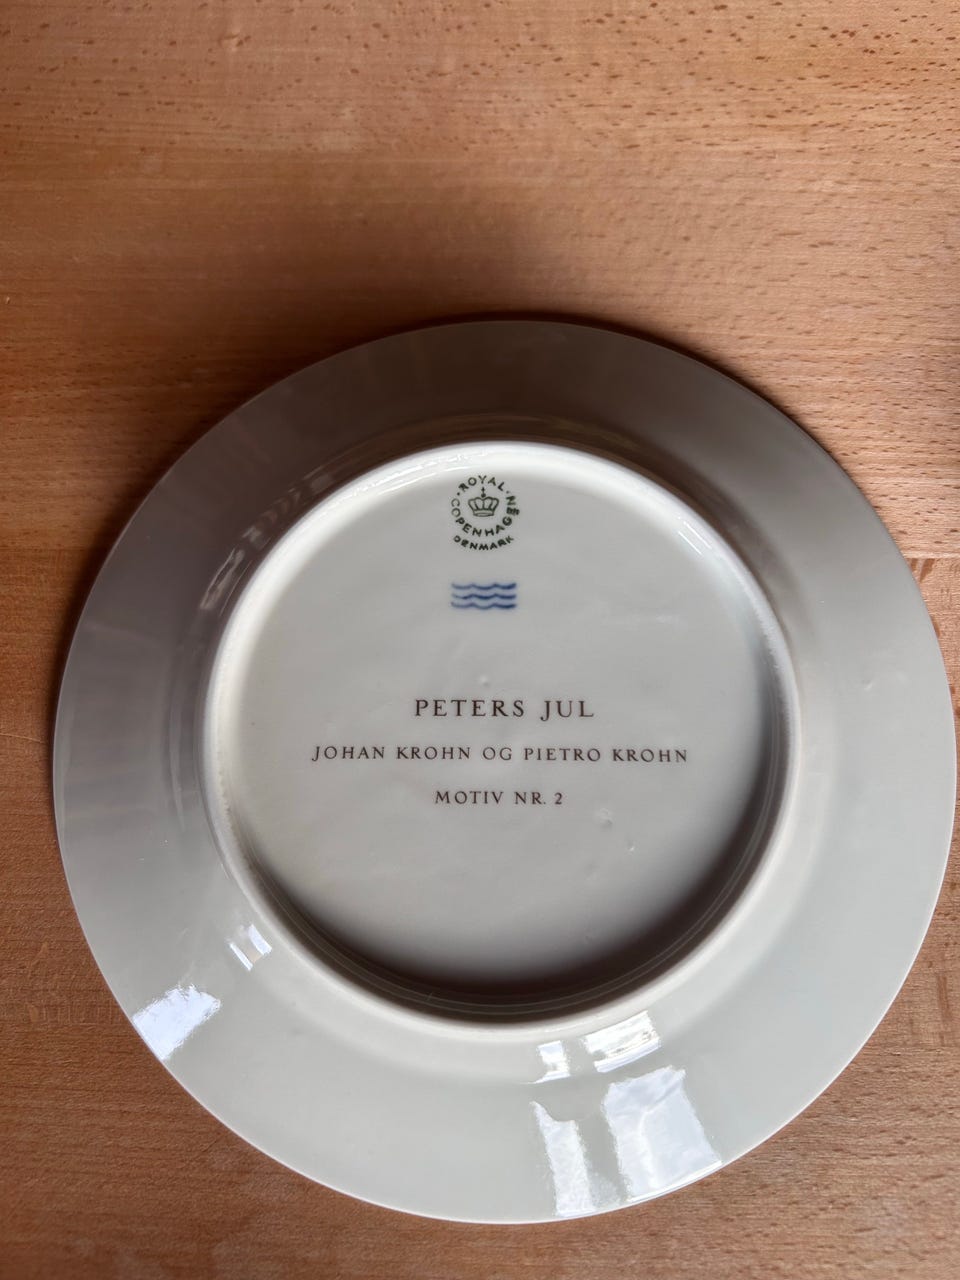 ROYAL
COPENHAGEN
DENMARK
PETERS JUL
JOHAN KROHN OG PIETRO KROHN
MOTIV NR. 2